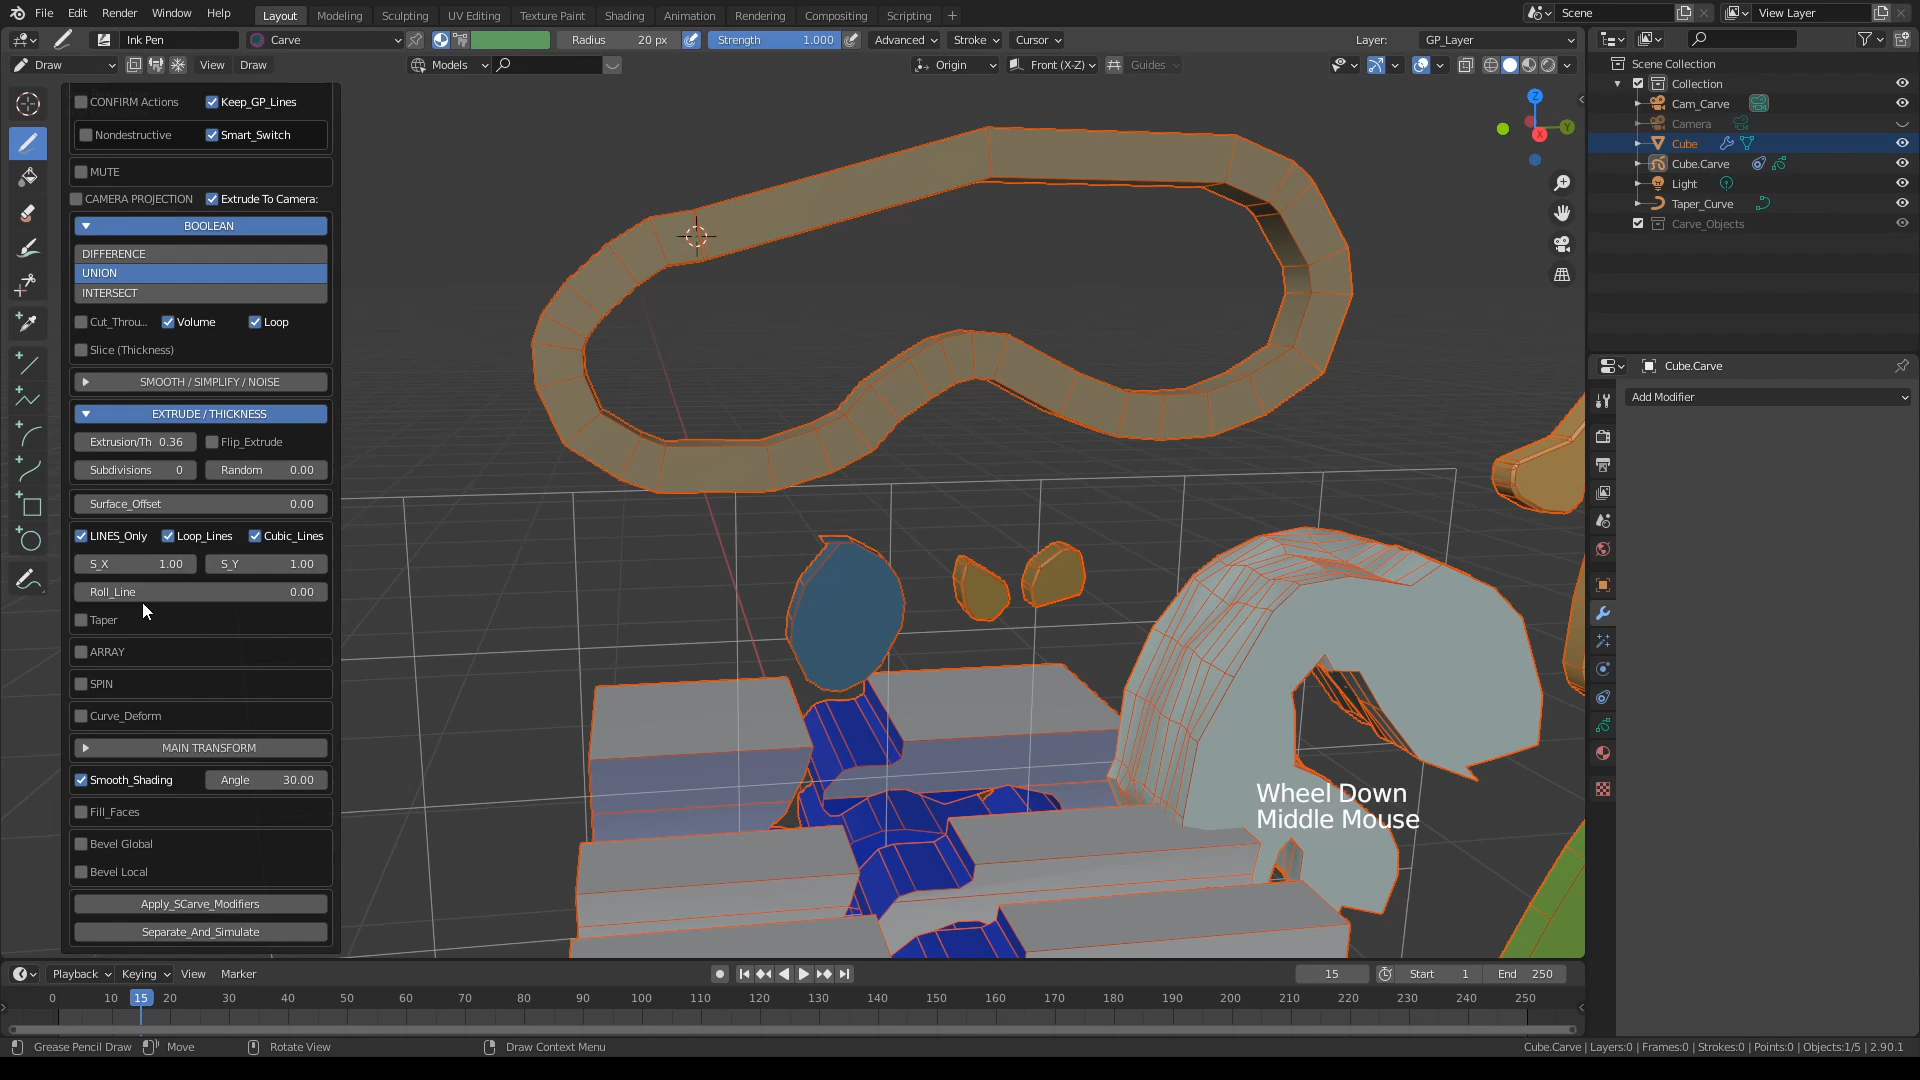 File Edit Render Window Help Layout Modeling Sculpting UV Editing Texture Paint Shading Animation Rendering Compositing Scripting + Scene View Layer
Ink Pen Carve Radius 20 px Strength 1.000 Advanced Stroke Cursor Layer: GP_Layer
Draw View Draw Models Origin Front (X-Z) Guides
CONFIRM Actions Keep_GP_Lines
Nondestructive Smart_Switch
MUTE
CAMERA PROJECTION Extrude To Camera:
BOOLEAN
DIFFERENCE
UNION
INTERSECT
Cut_Throu... Volume Loop
Slice (Thickness)
SMOOTH / SIMPLIFY / NOISE
EXTRUDE / THICKNESS
Extrusion/Th 0.36 Flip_Extrude
Subdivisions 0 Random 0.00
Surface_Offset 0.00
LINES_Only Loop_Lines Cubic_Lines
S_X 1.00 S_Y 1.00
Roll_Line 0.00
Taper
ARRAY
SPIN
Curve_Deform
MAIN TRANSFORM
Smooth_Shading Angle 30.00
Fill_Faces
Bevel Global
Bevel Local
Apply_SCarve_Modifiers
Separate_And_Simulate
Z
Y
X
Wheel Down
Middle Mouse
Scene Collection
Collection
Cam_Carve
Camera
Cube
Cube.Carve
Light
Taper_Curve
Carve_Objects
Cube.Carve
Add Modifier
Playback Keying View Marker 15 Start 1 End 250
0 10 15 20 30 40 50 60 70 80 90 100 110 120 130 140 150 160 170 180 190 200 210 220 230 240 250
Grease Pencil Draw Move Rotate View Draw Context Menu Cube.Carve | Layers:0 | Frames:0 | Strokes:0 | Points:0 | Objects:1/5 | 2.90.1